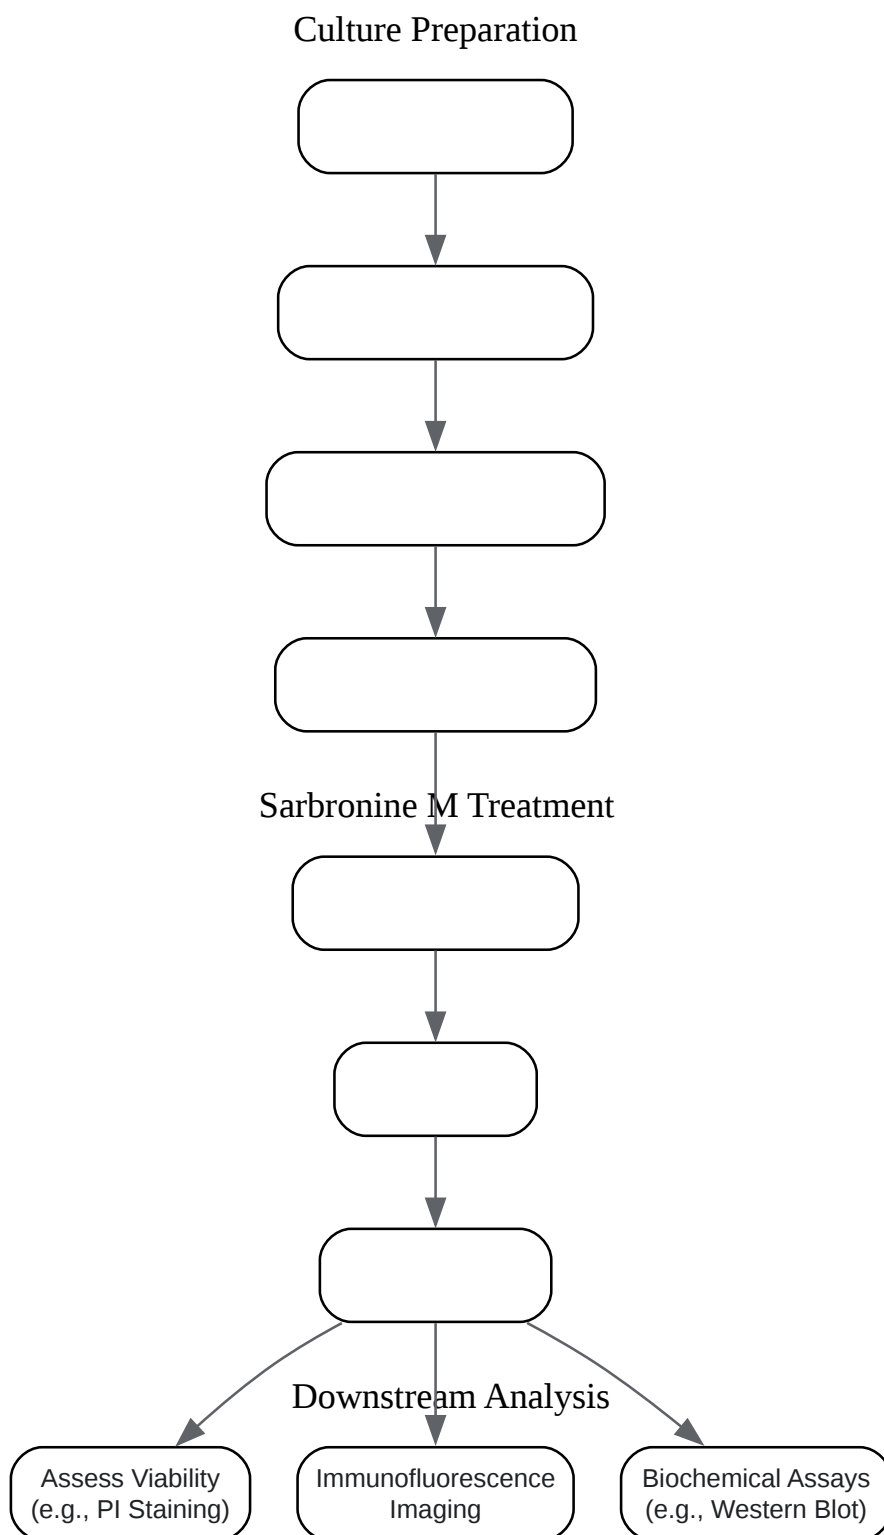 Culture Preparation
Sarbronine M Treatment
Downstream Analysis
Assess Viability
(e.g., PI Staining)
Immunofluorescence
Imaging
Biochemical Assays
(e.g., Western Blot)